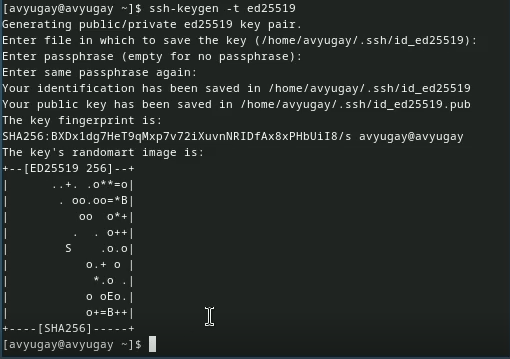 [avyugay@avyugay ~]$ ssh-keygen -t ed25519
Generating public/private ed25519 key pair.
Enter file in which to save the key (/home/avyugay/.ssh/id_ed25519):
Enter passphrase (empty for no passphrase):
Enter same passphrase again:
Your identification has been saved in /home/avyugay/.ssh/id_ed25519
Your public key has been saved in /home/avyugay/.ssh/id_ed25519.pub
The key fingerprint is:
SHA256:BXDx1dg7HeT9qMxp7v72iXuvnNRIDfAx8xPHbUiI8/s avyugay@avyugay
The key's randomart image is:
+--[ED25519 256]--+
|      ..+. .o**=o|
|       . oo.oo=*B|
|         oo  o*+|
|        .  . o++|
|       S    .o.o|
|          o.+ o |
|           *.o .|
|          o oEo.|
|          o+=B++|
+----[SHA256]-----+
[avyugay@avyugay ~]$